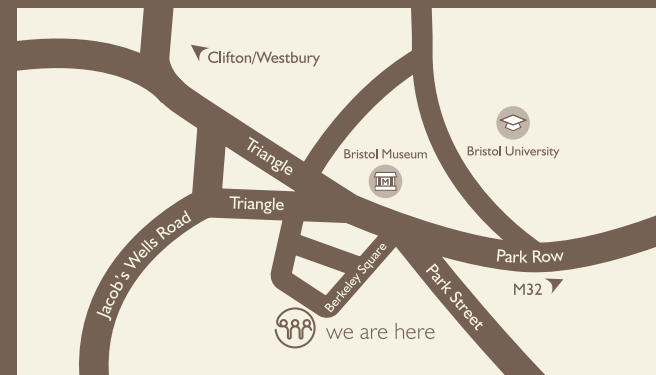 Clifton/Westbury
Triangle
Bristol Museum
M
Bristol University
Triangle
Jacob's Wells Road
Berkeley Square
Park Row
Park Street
M32
we are here